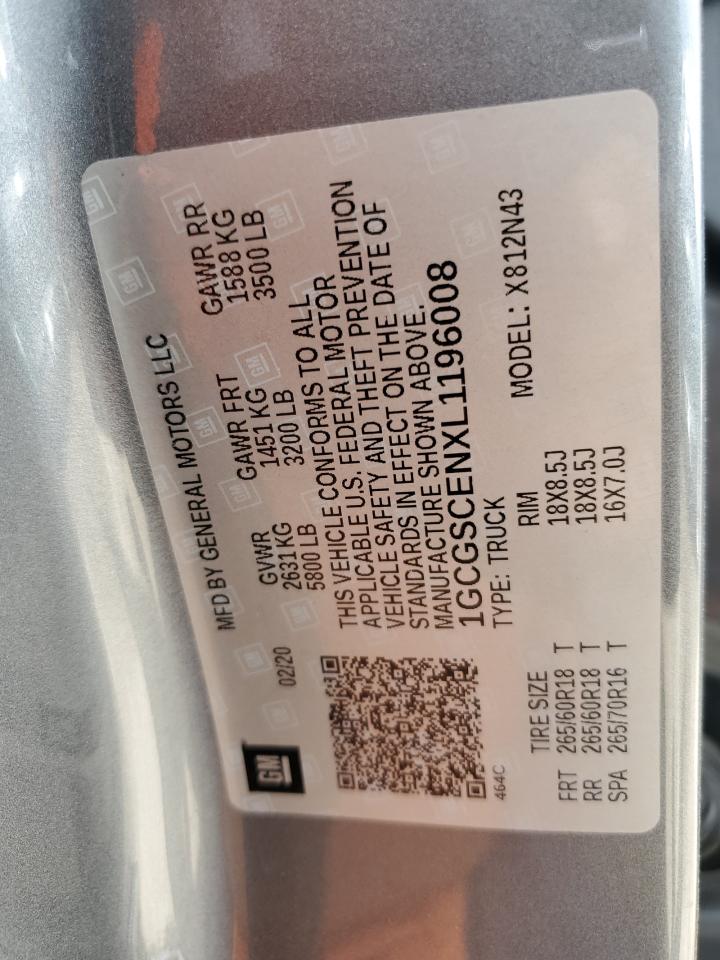 GM
MFD BY GENERAL MOTORS LLC
02/20
GVWR GAWR FRT GAWR RR
2631 KG 1451 KG 1588 KG
5800 LB 3200 LB 3500 LB
THIS VEHICLE CONFORMS TO ALL
APPLICABLE U.S. FEDERAL MOTOR
VEHICLE SAFETY AND THEFT PREVENTION
STANDARDS IN EFFECT ON THE DATE OF
MANUFACTURE SHOWN ABOVE.
1GCGSCENXL1196008
TYPE: TRUCK MODEL: X812N43
464C
TIRE SIZE RIM
FRT 265/60R18 T 18X8.5J
RR 265/60R18 T 18X8.5J
SPA 265/70R16 T 16X7.0J